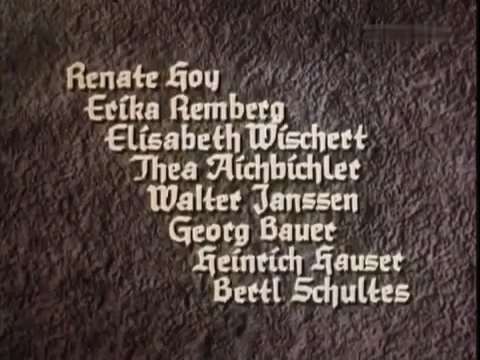 Renate Hoy
Erika Remberg
Elisabeth Wischert
Thea Aichbichler
Walter Janssen
Georg Bauer
Heinrich Hauser
Bertl Schultes